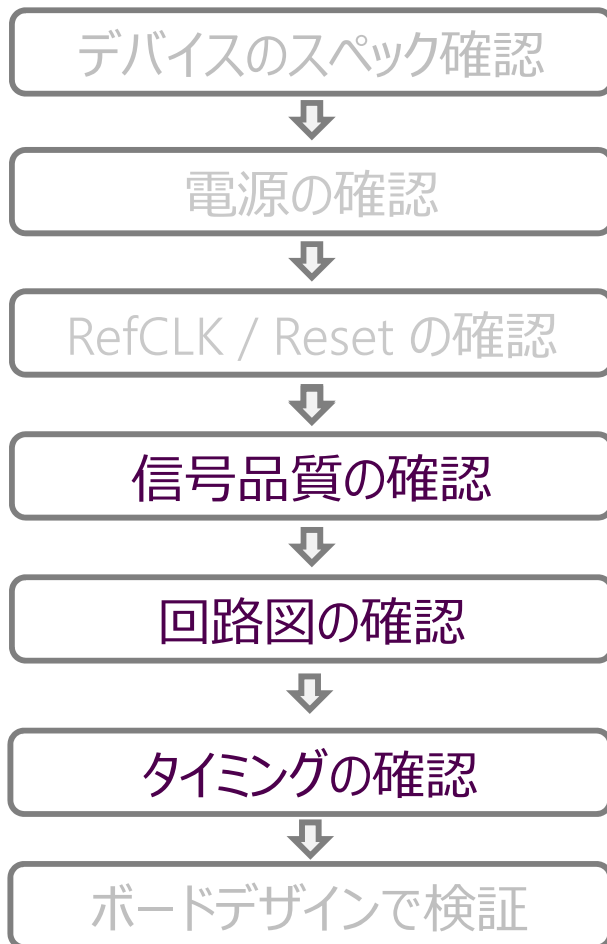 デバイスのスペック確認
電源の確認
RefCLK / Reset の確認
信号品質の確認
回路図の確認
タイミングの確認
ボードデザインで検証